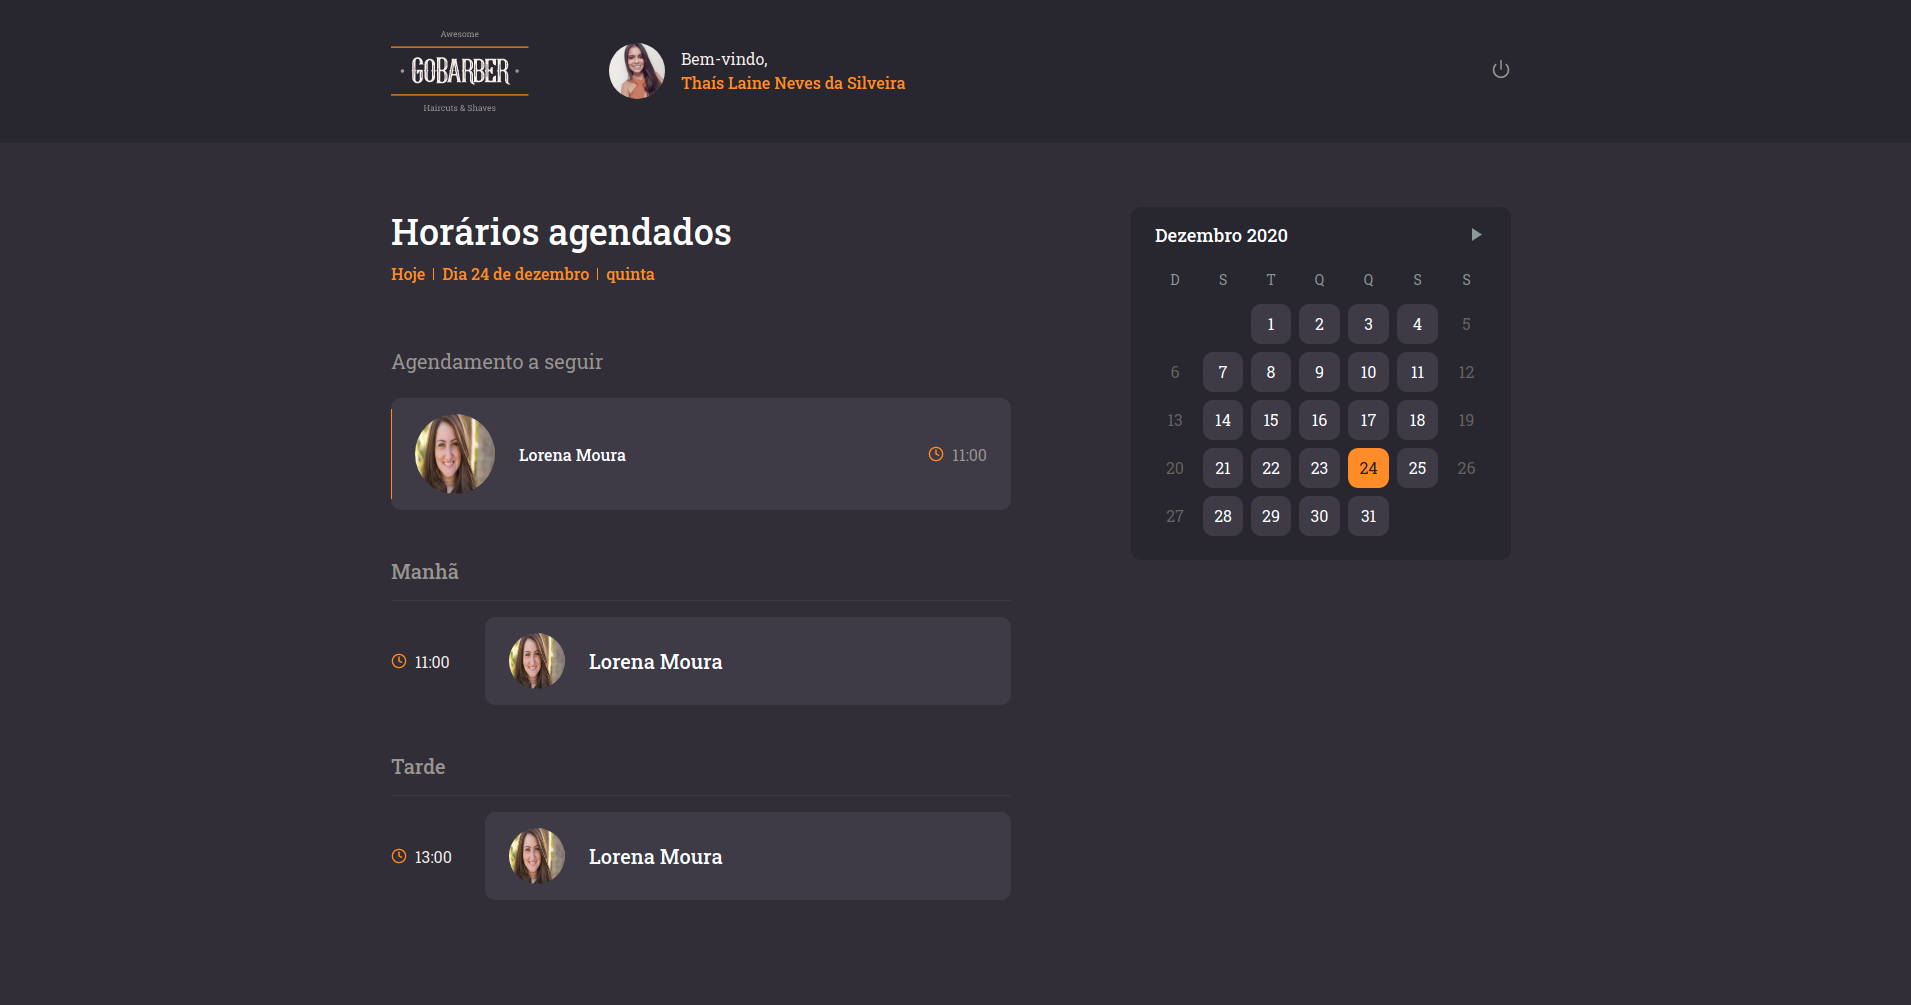 Awesome
GOBARBER
Haircuts & Shaves
Bem-vindo,
Thaís Laine Neves da Silveira
Horários agendados
Hoje | Dia 24 de dezembro | quinta
Agendamento a seguir
Lorena Moura 11:00
Manhã
11:00 Lorena Moura
Tarde
13:00 Lorena Moura
Dezembro 2020
D S T Q Q S S
1 2 3 4 5
6 7 8 9 10 11 12
13 14 15 16 17 18 19
20 21 22 23 24 25 26
27 28 29 30 31